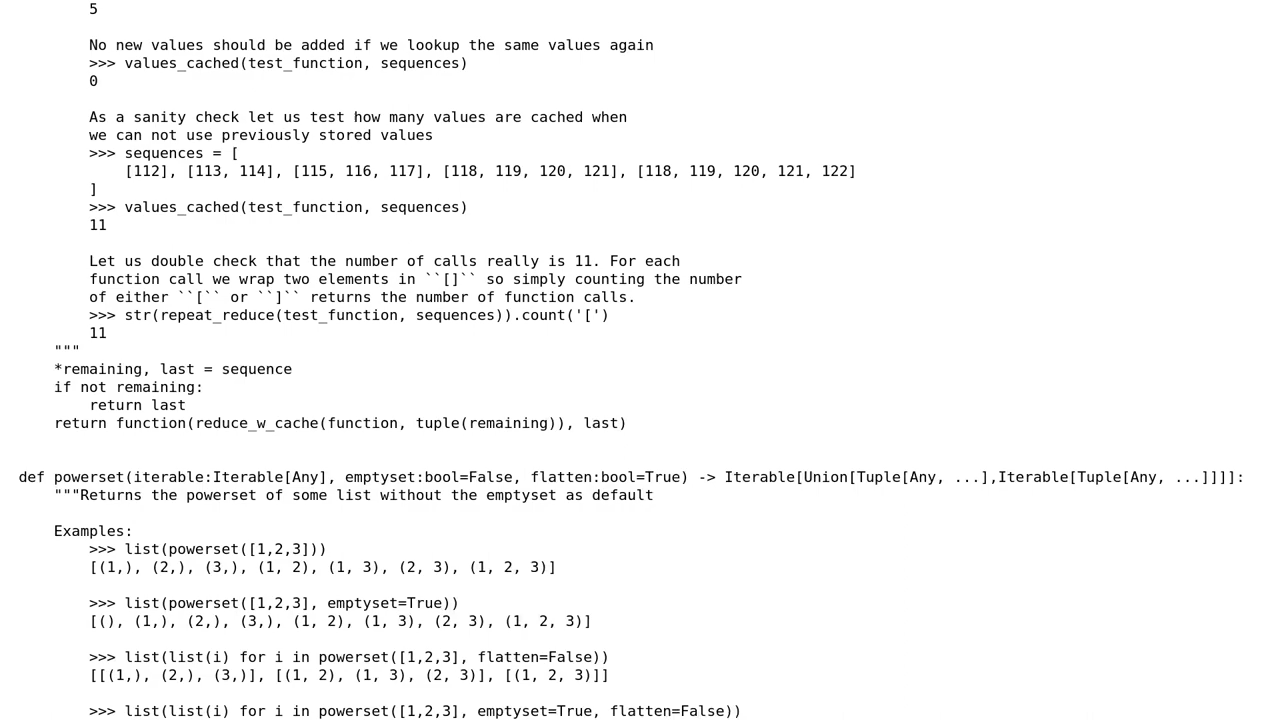 5

        No new values should be added if we lookup the same values again
        >>> values_cached(test_function, sequences)
        0

        As a sanity check let us test how many values are cached when
        we can not use previously stored values
        >>> sequences = [
            [112], [113, 114], [115, 116, 117], [118, 119, 120, 121], [118, 119, 120, 121, 122]
        ]
        >>> values_cached(test_function, sequences)
        11

        Let us double check that the number of calls really is 11. For each
        function call we wrap two elements in ``[]`` so simply counting the number
        of either ``[`` or ``]`` returns the number of function calls.
        >>> str(repeat_reduce(test_function, sequences)).count('[')
        11
    """
    *remaining, last = sequence
    if not remaining:
        return last
    return function(reduce_w_cache(function, tuple(remaining)), last)


def powerset(iterable:Iterable[Any], emptyset:bool=False, flatten:bool=True) -> Iterable[Union[Tuple[Any, ...],Iterable[Tuple[Any, ...]]]]:
    """Returns the powerset of some list without the emptyset as default

    Examples:
        >>> list(powerset([1,2,3]))
        [(1,), (2,), (3,), (1, 2), (1, 3), (2, 3), (1, 2, 3)]

        >>> list(powerset([1,2,3], emptyset=True))
        [(), (1,), (2,), (3,), (1, 2), (1, 3), (2, 3), (1, 2, 3)]

        >>> list(list(i) for i in powerset([1,2,3], flatten=False))
        [[(1,), (2,), (3,)], [(1, 2), (1, 3), (2, 3)], [(1, 2, 3)]]

        >>> list(list(i) for i in powerset([1,2,3], emptyset=True, flatten=False))